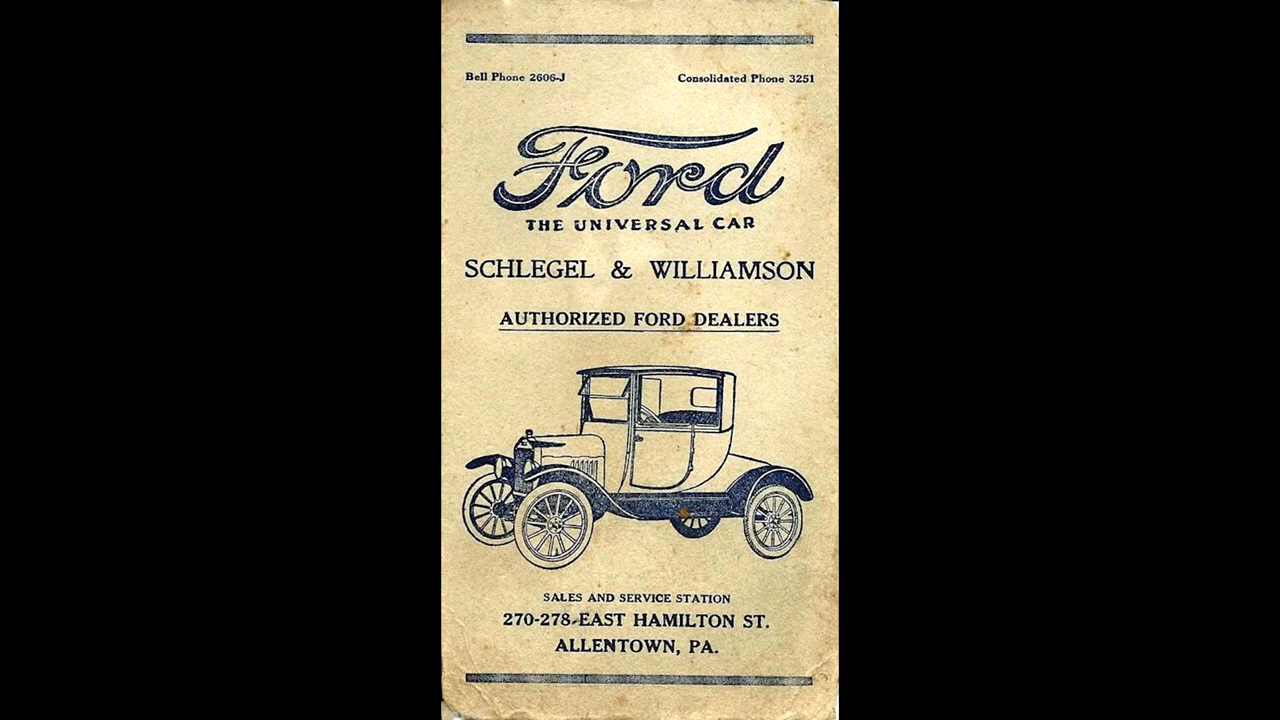 Bell Phone 2606-J Consolidated Phone 3251
Ford
THE UNIVERSAL CAR
SCHLEGEL & WILLIAMSON
AUTHORIZED FORD DEALERS
SALES AND SERVICE STATION
270-278 EAST HAMILTON ST.
ALLENTOWN, PA.